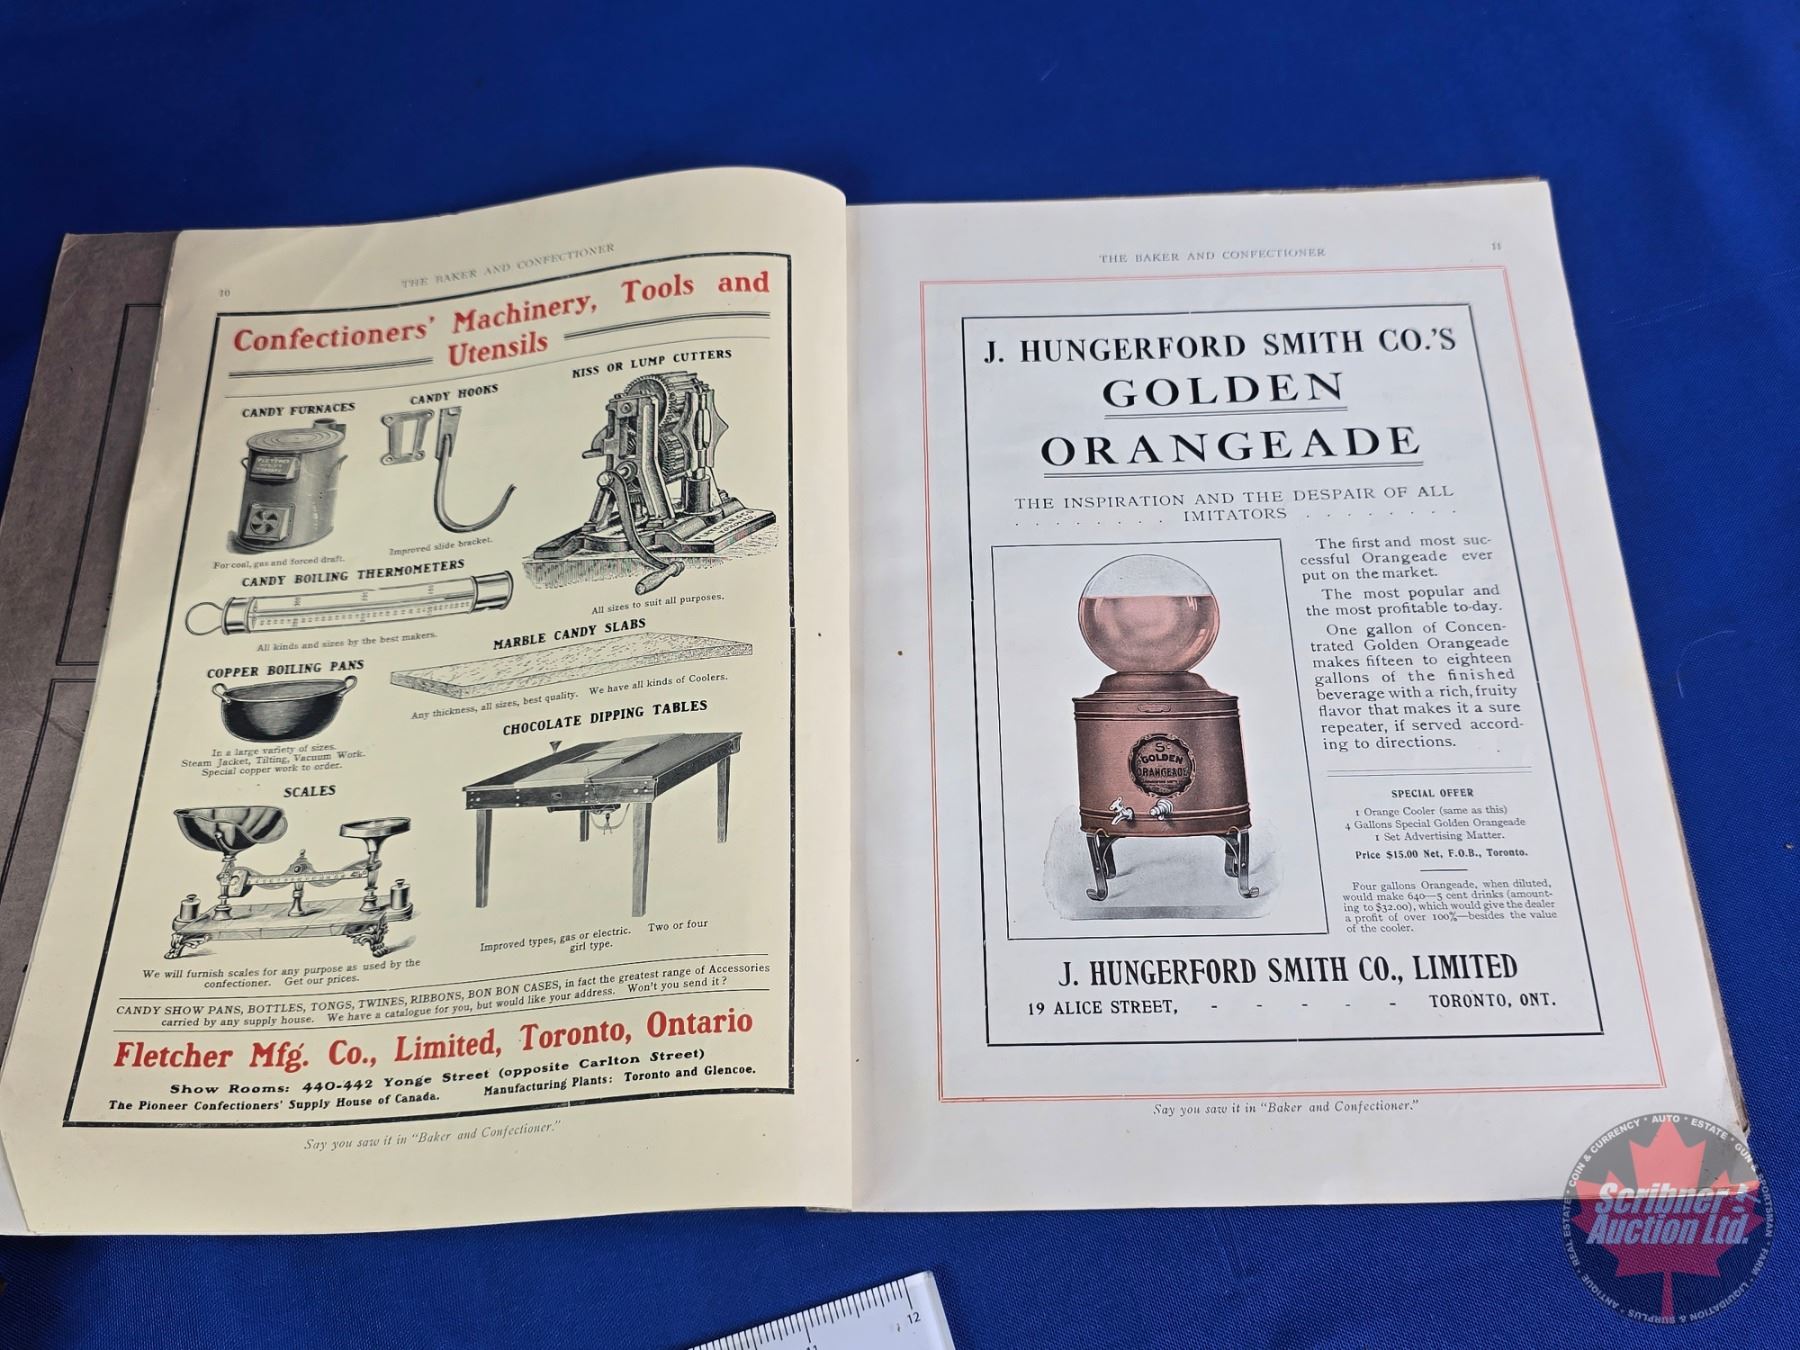 10
THE BAKER AND CONFECTIONER
Confectioners' Machinery, Tools and
Utensils
CANDY FURNACES
CANDY HOOKS
KISS OR LUMP CUTTERS
For coal, gas and forced draft.
Improved slide bracket.
All sizes to suit all purposes.
CANDY BOILING THERMOMETERS
All kinds and sizes by the best makers.
MARBLE CANDY SLABS
Any thickness, all sizes, best quality. We have all kinds of Coolers.
COPPER BOILING PANS
In a large variety of sizes.
Steam Jacket, Tilting, Vacuum Work.
Special copper work to order.
CHOCOLATE DIPPING TABLES
Improved types, gas or electric. Two or four
girl type.
SCALES
We will furnish scales for any purpose as used by the
confectioner. Get our prices.
CANDY SHOW PANS, BOTTLES, TONGS, TWINES, RIBBONS, BON BON CASES, in fact the greatest range of Accessories
carried by any supply house. We have a catalogue for you, but would like your address. Won't you send it?
Fletcher Mfg. Co., Limited, Toronto, Ontario
Show Rooms: 440-442 Yonge Street (opposite Carlton Street)
The Pioneer Confectioners' Supply House of Canada. Manufacturing Plants: Toronto and Glencoe.
Say you saw it in "Baker and Confectioner."
THE BAKER AND CONFECTIONER
11
J. HUNGERFORD SMITH CO.'S
GOLDEN
ORANGEADE
THE INSPIRATION AND THE DESPAIR OF ALL
. . . . . . . . IMITATORS . . . . . . . .
The first and most suc-
cessful Orangeade ever
put on the market.
The most popular and
the most profitable to-day.
One gallon of Concen-
trated Golden Orangeade
makes fifteen to eighteen
gallons of the finished
beverage with a rich, fruity
flavor that makes it a sure
repeater, if served accord-
ing to directions.
5c
GOLDEN
ORANGEADE
SPECIAL OFFER
1 Orange Cooler (same as this)
4 Gallons Special Golden Orangeade
1 Set Advertising Matter.
Price $15.00 Net, F.O.B., Toronto.
Four gallons Orangeade, when diluted,
would make 640—5 cent drinks (amount-
ing to $32.00), which would give the dealer
a profit of over 100%—besides the value
of the cooler.
J. HUNGERFORD SMITH CO., LIMITED
19 ALICE STREET, - - - - - TORONTO, ONT.
Say you saw it in "Baker and Confectioner."
11
12
Scribner
Auction Ltd.
COIN & CURRENCY · AUTO · ESTATE · GUN & SPORTSMAN · FARM · LIQUIDATION & SURPLUS · ANTIQUE · REAL ESTATE